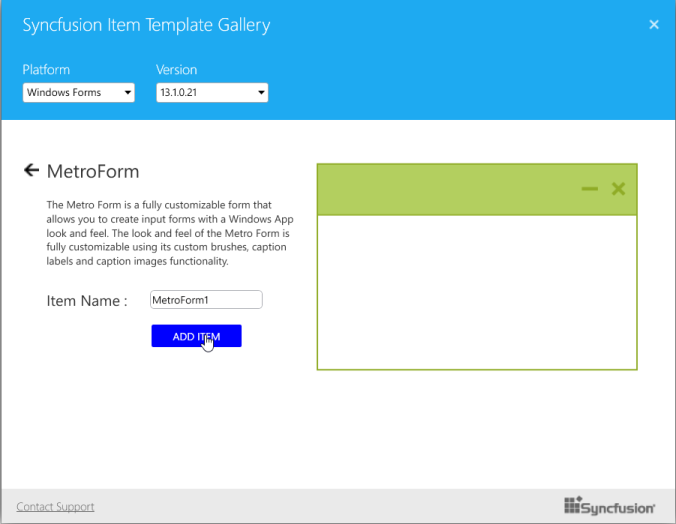 Syncfusion Item Template Gallery
Platform Version
Windows Forms 13.1.0.21
MetroForm
The Metro Form is a fully customizable form that
allows you to create input forms with a Windows App
look and feel. The look and feel of the Metro Form is
fully customizable using its custom brushes, caption
labels and caption images functionality.
Item Name : MetroForm1
ADD ITEM
Contact Support Syncfusion